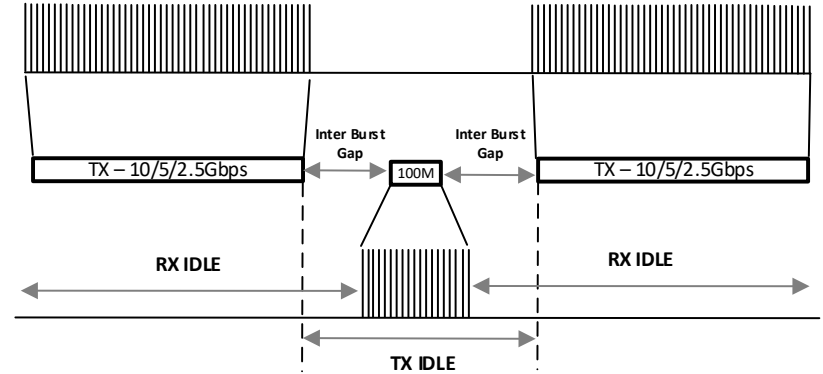 Inter Burst
Gap
Inter Burst
Gap
TX – 10/5/2.5Gbps
100M
TX – 10/5/2.5Gbps
RX IDLE
RX IDLE
TX IDLE